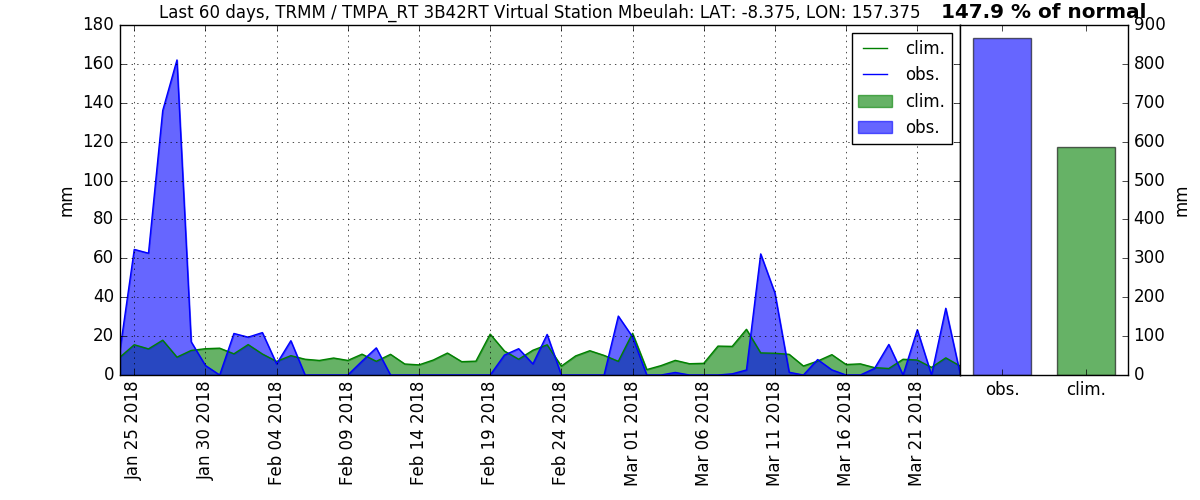 Last 60 days, TRMM / TMPA_RT 3B42RT Virtual Station Mbeulah: LAT: -8.375, LON: 157.375
147.9 % of normal
180
160
140
120
100
80
60
40
20
0
mm
clim.
obs.
clim.
obs.
900
800
700
600
500
400
300
200
100
0
mm
obs.
clim.
Jan 25 2018
Jan 30 2018
Feb 04 2018
Feb 09 2018
Feb 14 2018
Feb 19 2018
Feb 24 2018
Mar 01 2018
Mar 06 2018
Mar 11 2018
Mar 16 2018
Mar 21 2018